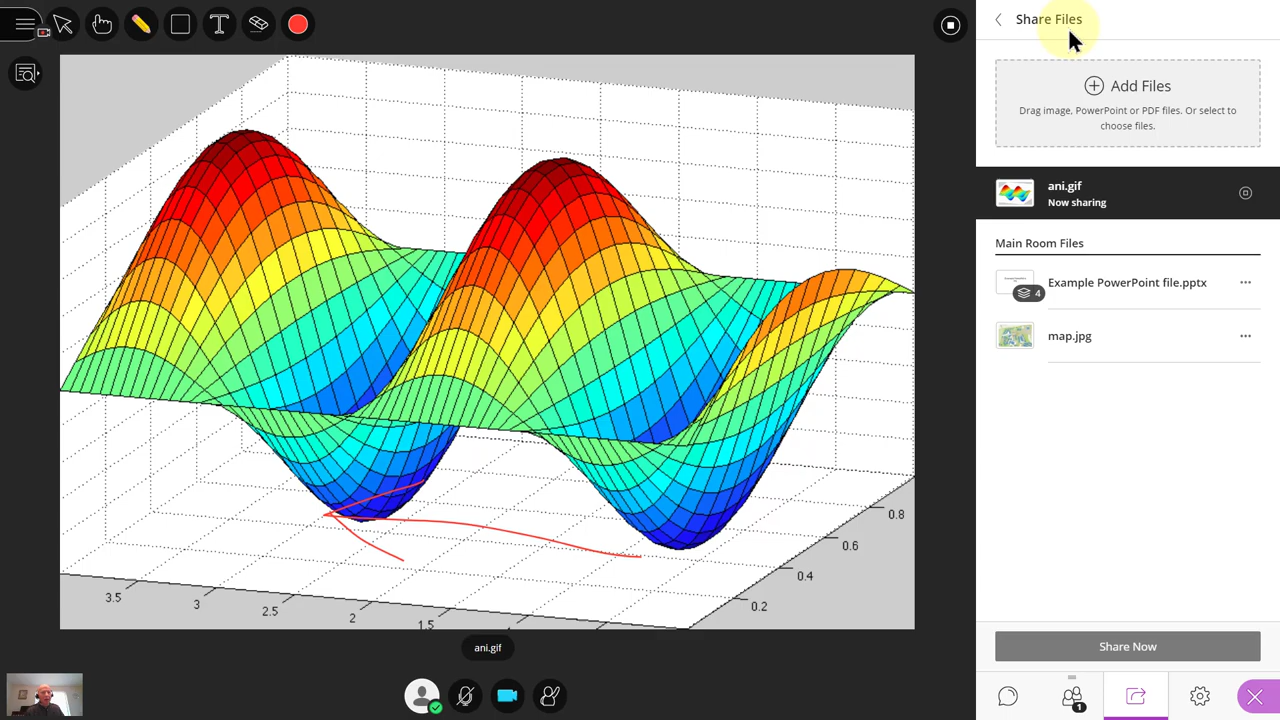 T
Share Files
Add Files
Drag image, PowerPoint or PDF files. Or select to
choose files.
ani.gif
Now sharing
Main Room Files
Example PowerPoint file.pptx
4
map.jpg
0.8
0.6
0.4
0.2
3.5
3
2.5
2
1.5
ani.gif
Share Now
1